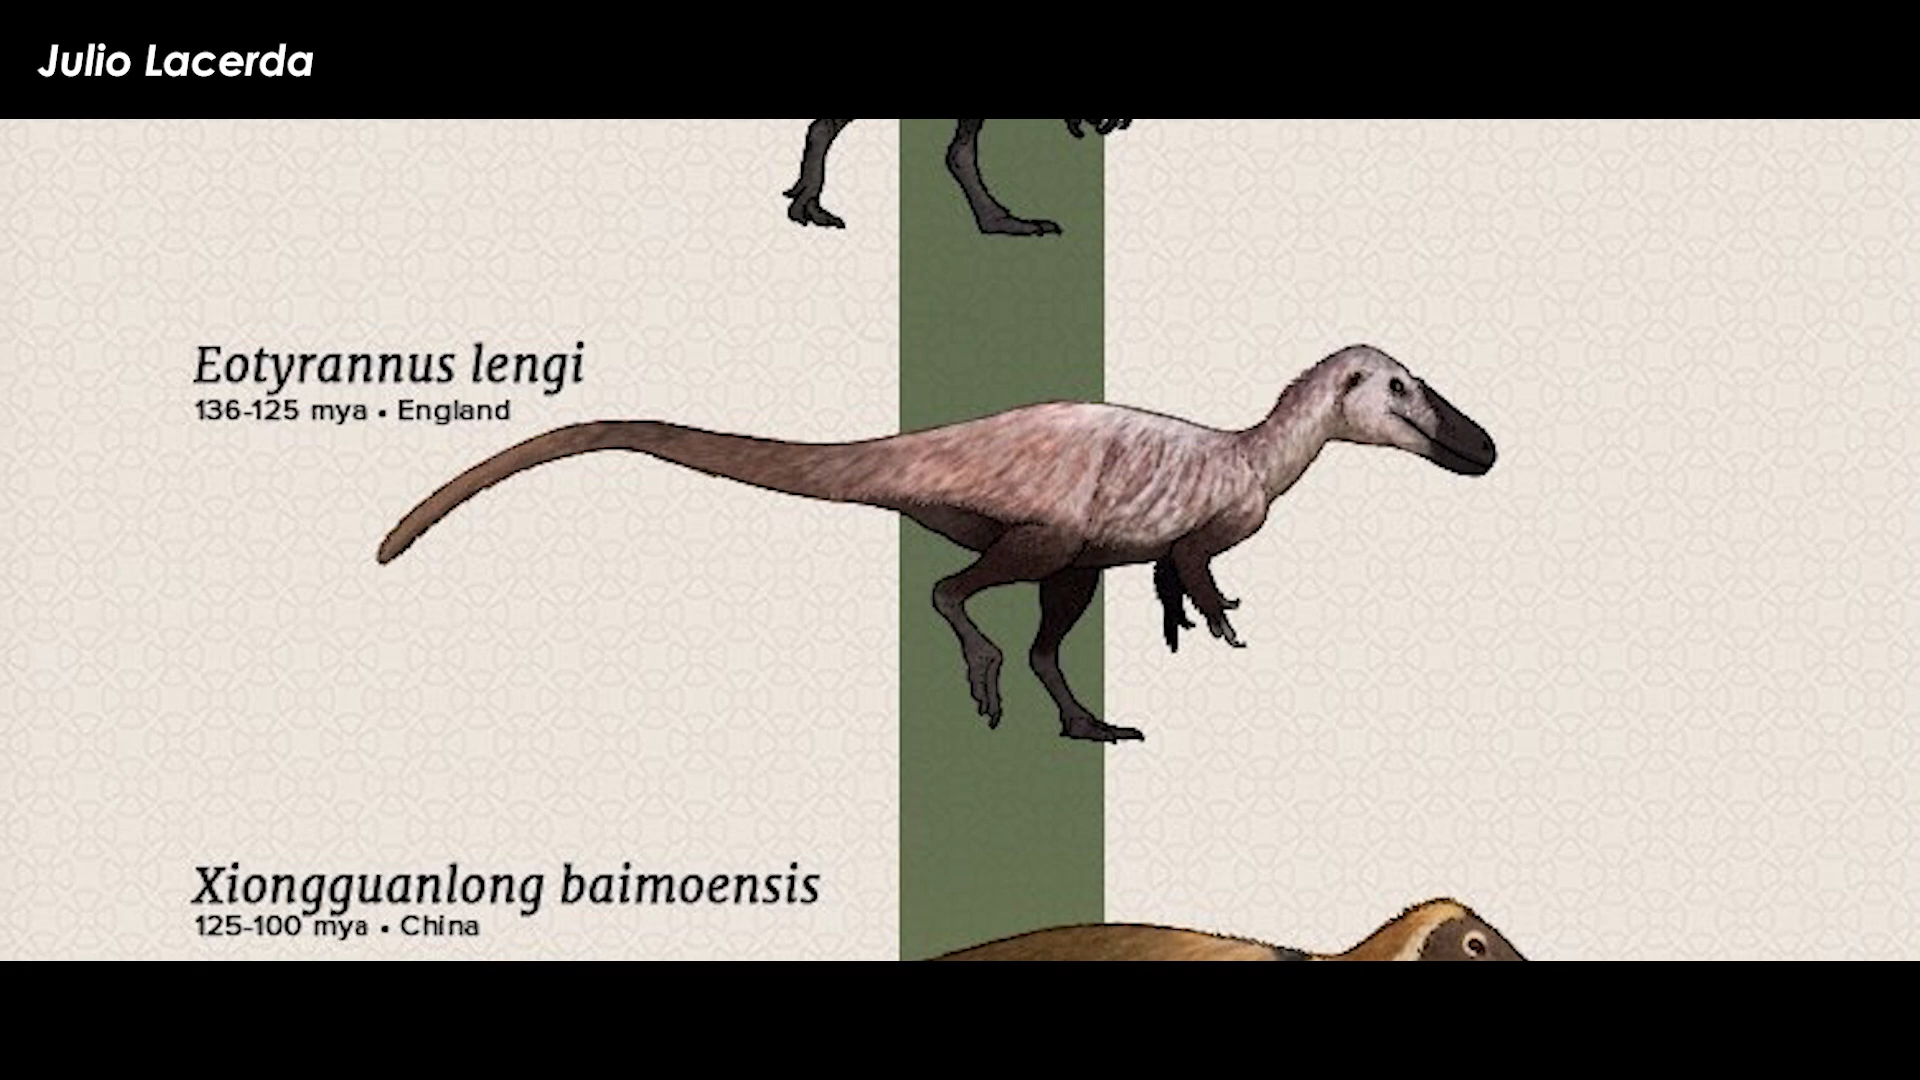 Julio Lacerda
Eotyrannus lengi
136-125 mya • England
Xiongguanlong baimoensis
125-100 mya • China